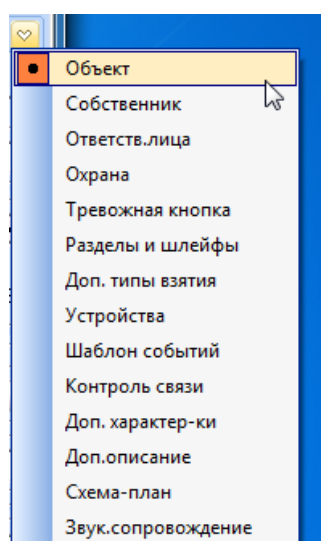 Объект
Собственник
Ответств.лица
Охрана
Тревожная кнопка
Разделы и шлейфы
Доп. типы взятия
Устройства
Шаблон событий
Контроль связи
Доп. характер-ки
Доп.описание
Схема-план
Звук.сопровождение